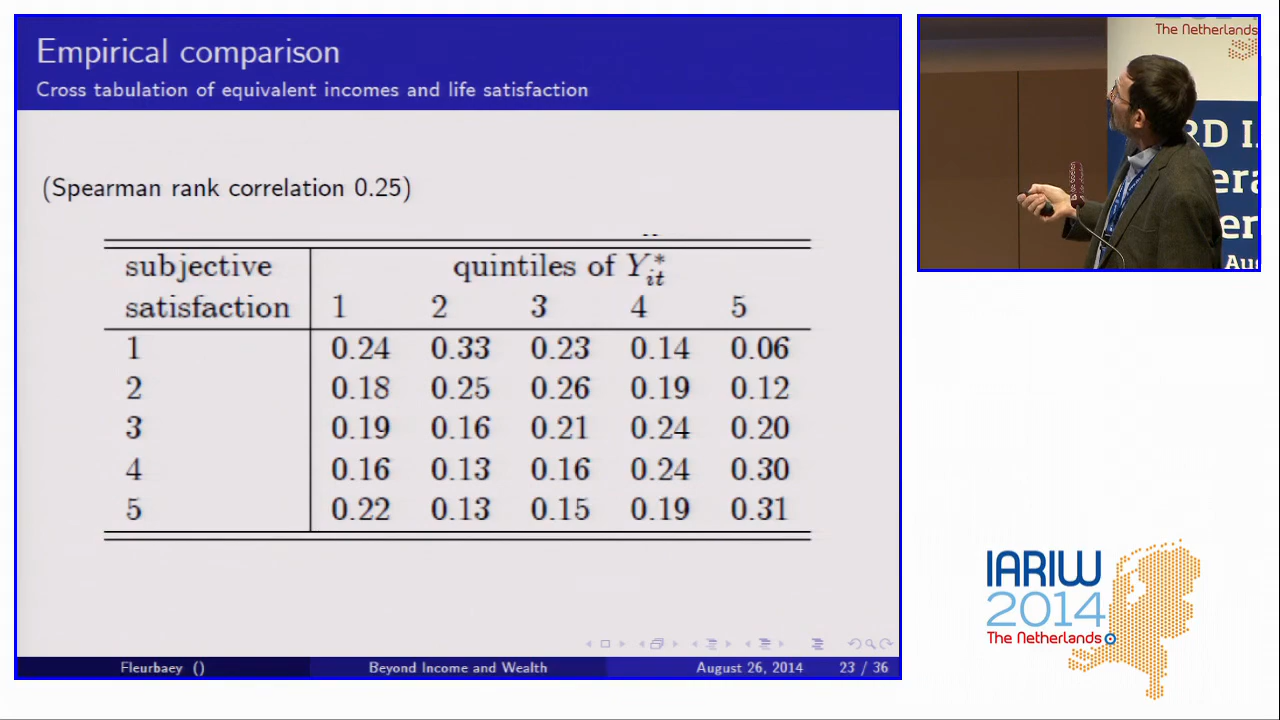 Empirical comparison
Cross tabulation of equivalent incomes and life satisfaction
(Spearman rank correlation 0.25)
subjective quintiles of Y*it
satisfaction 1 2 3 4 5
1 0.24 0.33 0.23 0.14 0.06
2 0.18 0.25 0.26 0.19 0.12
3 0.19 0.16 0.21 0.24 0.20
4 0.16 0.13 0.16 0.24 0.30
5 0.22 0.13 0.15 0.19 0.31
Fleurbaey () Beyond Income and Wealth August 26, 2014 23 / 36
The Netherlands
RD I
era
er
Au
IARIW
2014
The Netherlands